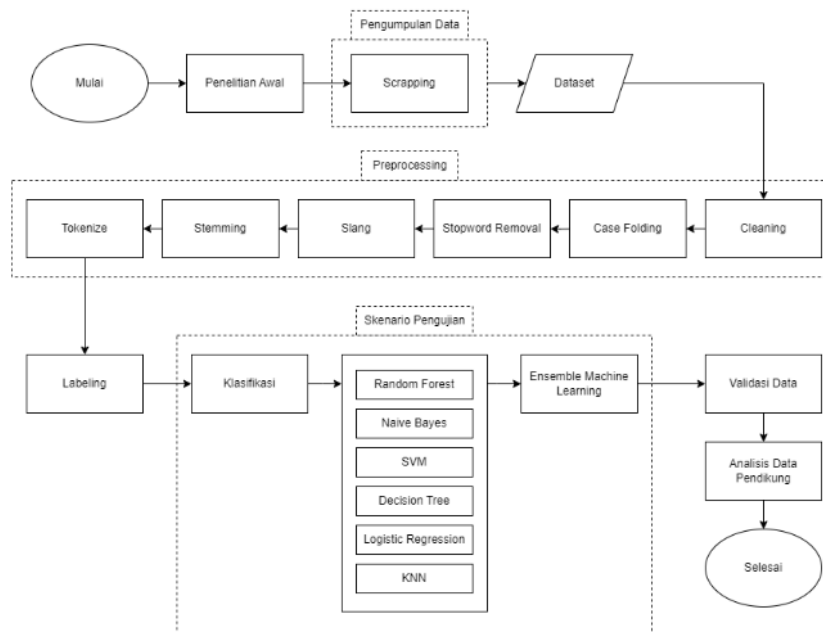 Pengumpulan Data
Mulai
Penelitian Awal
Scrapping
Dataset
Preprocessing
Tokenize
Stemming
Slang
Stopword Removal
Case Folding
Cleaning
Skenario Pengujian
Labeling
Klasifikasi
Random Forest
Naive Bayes
SVM
Decision Tree
Logistic Regression
KNN
Ensemble Machine
Learning
Validasi Data
Analisis Data
Pendikung
Selesai